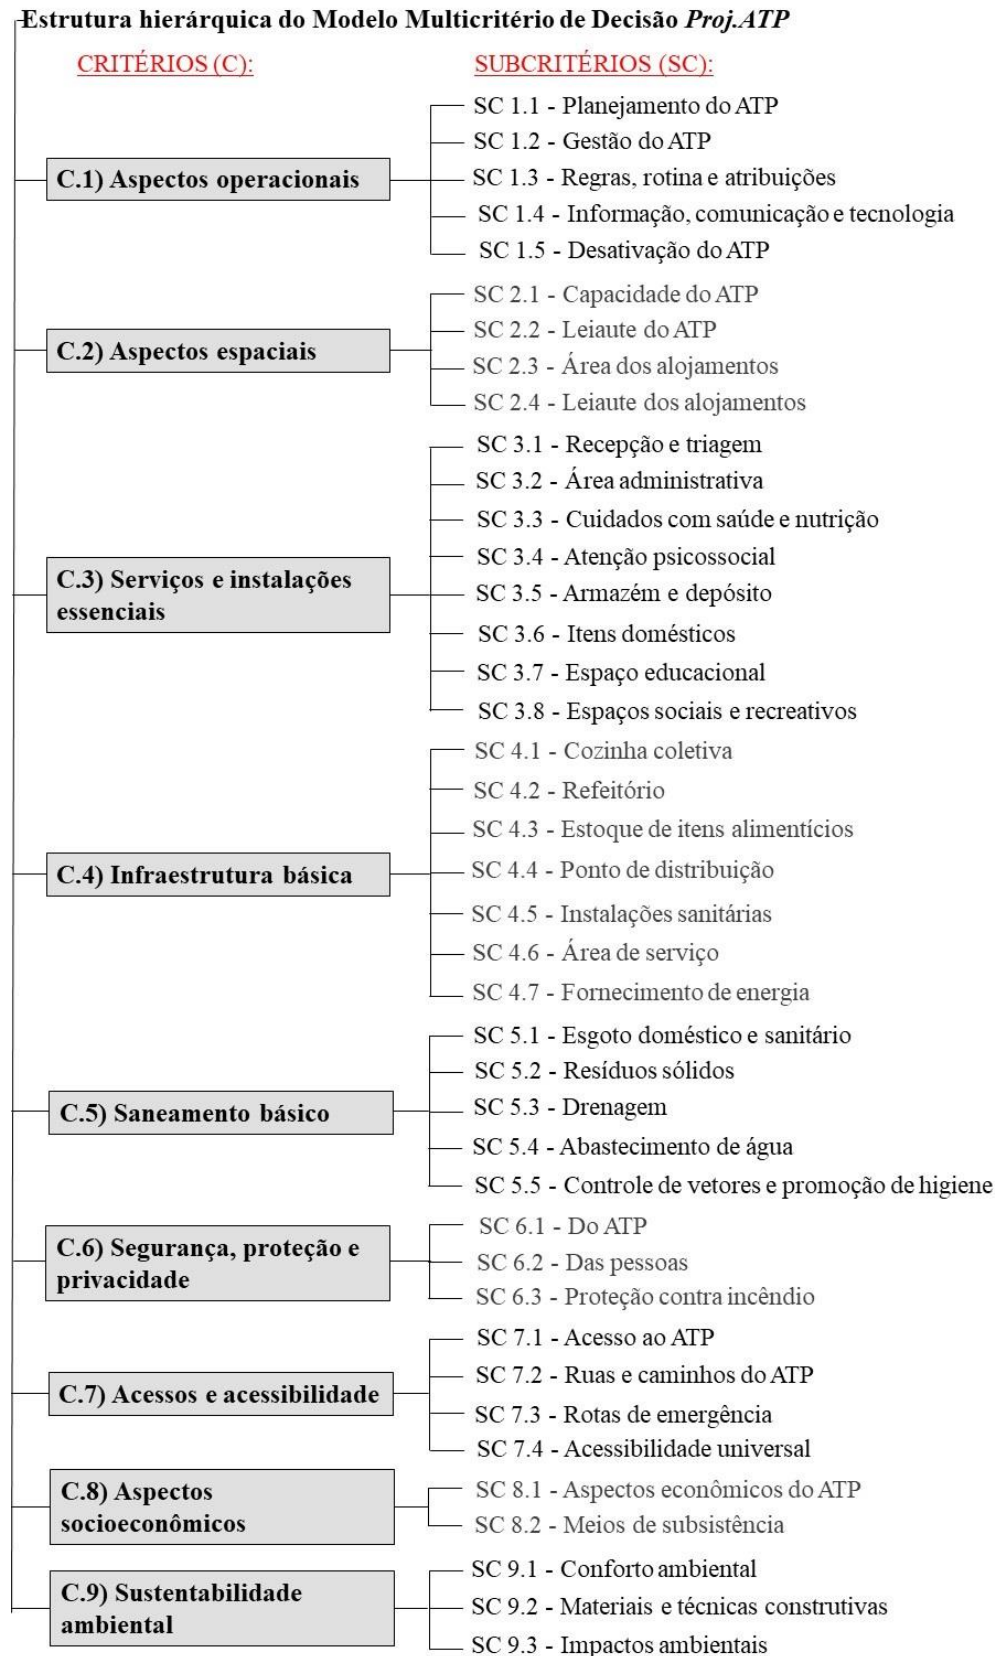 Estrutura hierárquica do Modelo Multicritério de Decisão Proj.ATP
CRITÉRIOS (C):
SUBCRITÉRIOS (SC):
C.1) Aspectos operacionais
SC 1.1 - Planejamento do ATP
SC 1.2 - Gestão do ATP
SC 1.3 - Regras, rotina e atribuições
SC 1.4 - Informação, comunicação e tecnologia
SC 1.5 - Desativação do ATP
C.2) Aspectos espaciais
SC 2.1 - Capacidade do ATP
SC 2.2 - Leiaute do ATP
SC 2.3 - Área dos alojamentos
SC 2.4 - Leiaute dos alojamentos
C.3) Serviços e instalações
essenciais
SC 3.1 - Recepção e triagem
SC 3.2 - Área administrativa
SC 3.3 - Cuidados com saúde e nutrição
SC 3.4 - Atenção psicossocial
SC 3.5 - Armazém e depósito
SC 3.6 - Itens domésticos
SC 3.7 - Espaço educacional
SC 3.8 - Espaços sociais e recreativos
C.4) Infraestrutura básica
SC 4.1 - Cozinha coletiva
SC 4.2 - Refeitório
SC 4.3 - Estoque de itens alimentícios
SC 4.4 - Ponto de distribuição
SC 4.5 - Instalações sanitárias
SC 4.6 - Área de serviço
SC 4.7 - Fornecimento de energia
C.5) Saneamento básico
SC 5.1 - Esgoto doméstico e sanitário
SC 5.2 - Resíduos sólidos
SC 5.3 - Drenagem
SC 5.4 - Abastecimento de água
SC 5.5 - Controle de vetores e promoção de higiene
C.6) Segurança, proteção e
privacidade
SC 6.1 - Do ATP
SC 6.2 - Das pessoas
SC 6.3 - Proteção contra incêndio
C.7) Acessos e acessibilidade
SC 7.1 - Acesso ao ATP
SC 7.2 - Ruas e caminhos do ATP
SC 7.3 - Rotas de emergência
SC 7.4 - Acessibilidade universal
C.8) Aspectos
socioeconômicos
SC 8.1 - Aspectos econômicos do ATP
SC 8.2 - Meios de subsistência
C.9) Sustentabilidade
ambiental
SC 9.1 - Conforto ambiental
SC 9.2 - Materiais e técnicas construtivas
SC 9.3 - Impactos ambientais